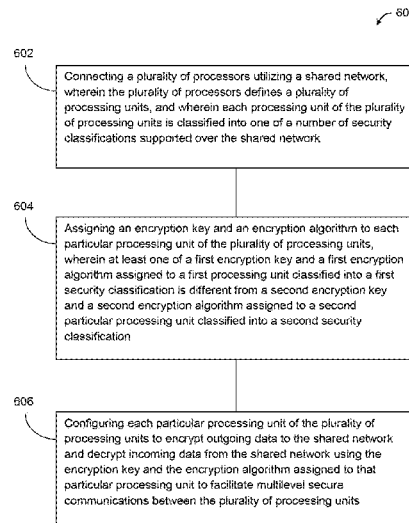 60
602
Connecting a plurality of processors utilizing a shared network,
wherein the plurality of processors defines a plurality of
processing units, and wherein each processing unit of the plurality
of processing units is classified into one of a number of security
classifications supported over the shared network
604
Assigning an encryption key and an encryption algorithm to each
particular processing unit of the plurality of processing units,
wherein at least one of a first encryption key and a first encryption
algorithm assigned to a first processing unit classified into a first
security classification is different from a second encryption key
and a second encryption algorithm assigned to a second
particular processing unit classified into a second security
classification
606
Configuring each particular processing unit of the plurality of
processing units to encrypt outgoing data to the shared network
and decrypt incoming data from the shared network using the
encryption key and the encryption algorithm assigned to that
particular processing unit to facilitate multilevel secure
communications between the plurality of processing units